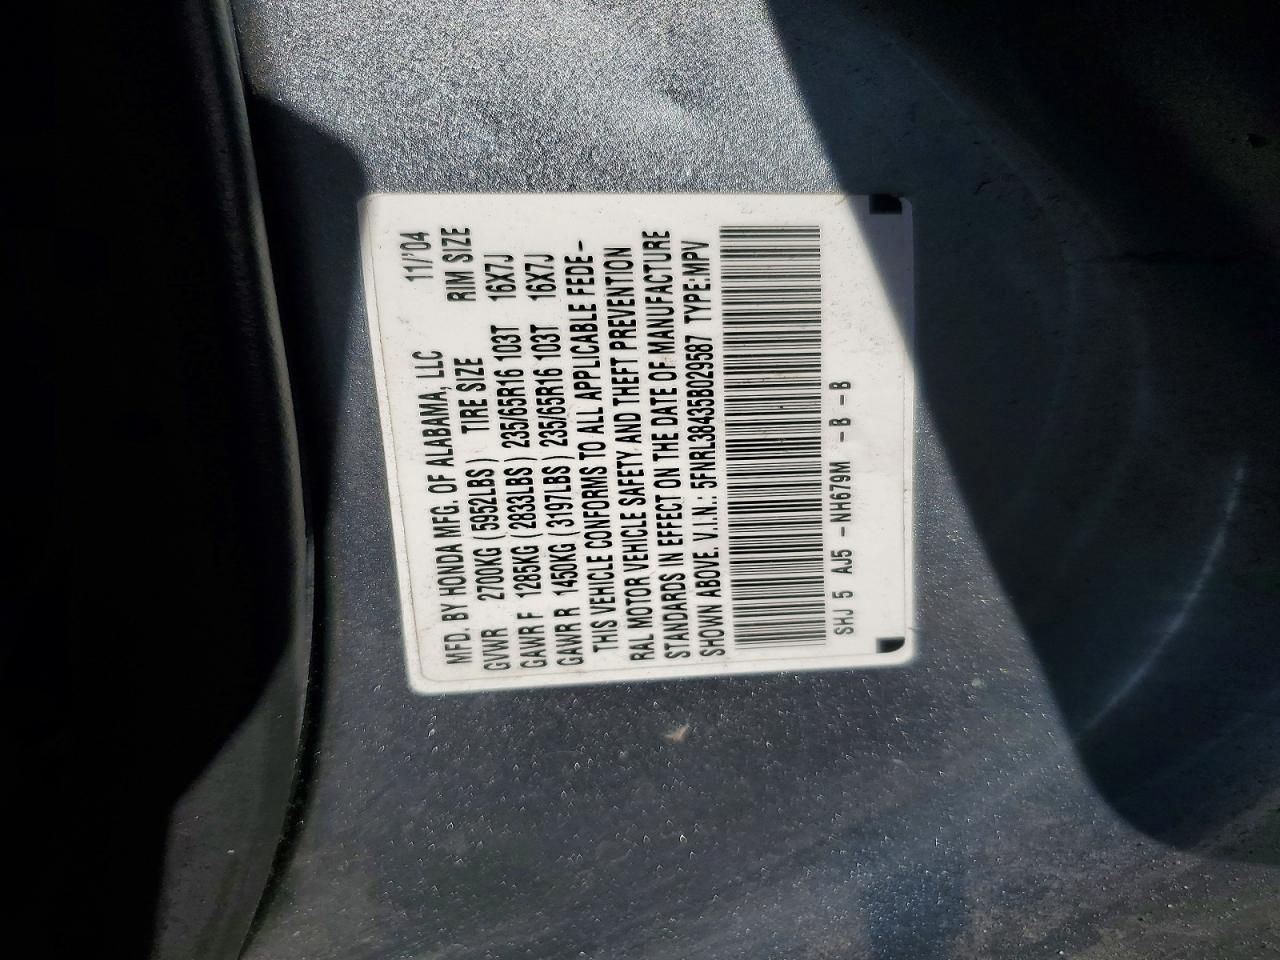 MFD. BY HONDA MFG. OF ALABAMA, LLC 11/'04
GVWR 2700KG (5952LBS) TIRE SIZE RIM SIZE
GAWR F 1285KG (2833LBS) 235/65R16 103T 16X7J
GAWR R 1450KG (3197LBS) 235/65R16 103T 16X7J
THIS VEHICLE CONFORMS TO ALL APPLICABLE FEDE-
RAL MOTOR VEHICLE SAFETY AND THEFT PREVENTION
STANDARDS IN EFFECT ON THE DATE OF MANUFACTURE
SHOWN ABOVE. V.I.N.: 5FNRL38435B029587 TYPE:MPV
SHJ 5 AJ5 -NH679M -B -B